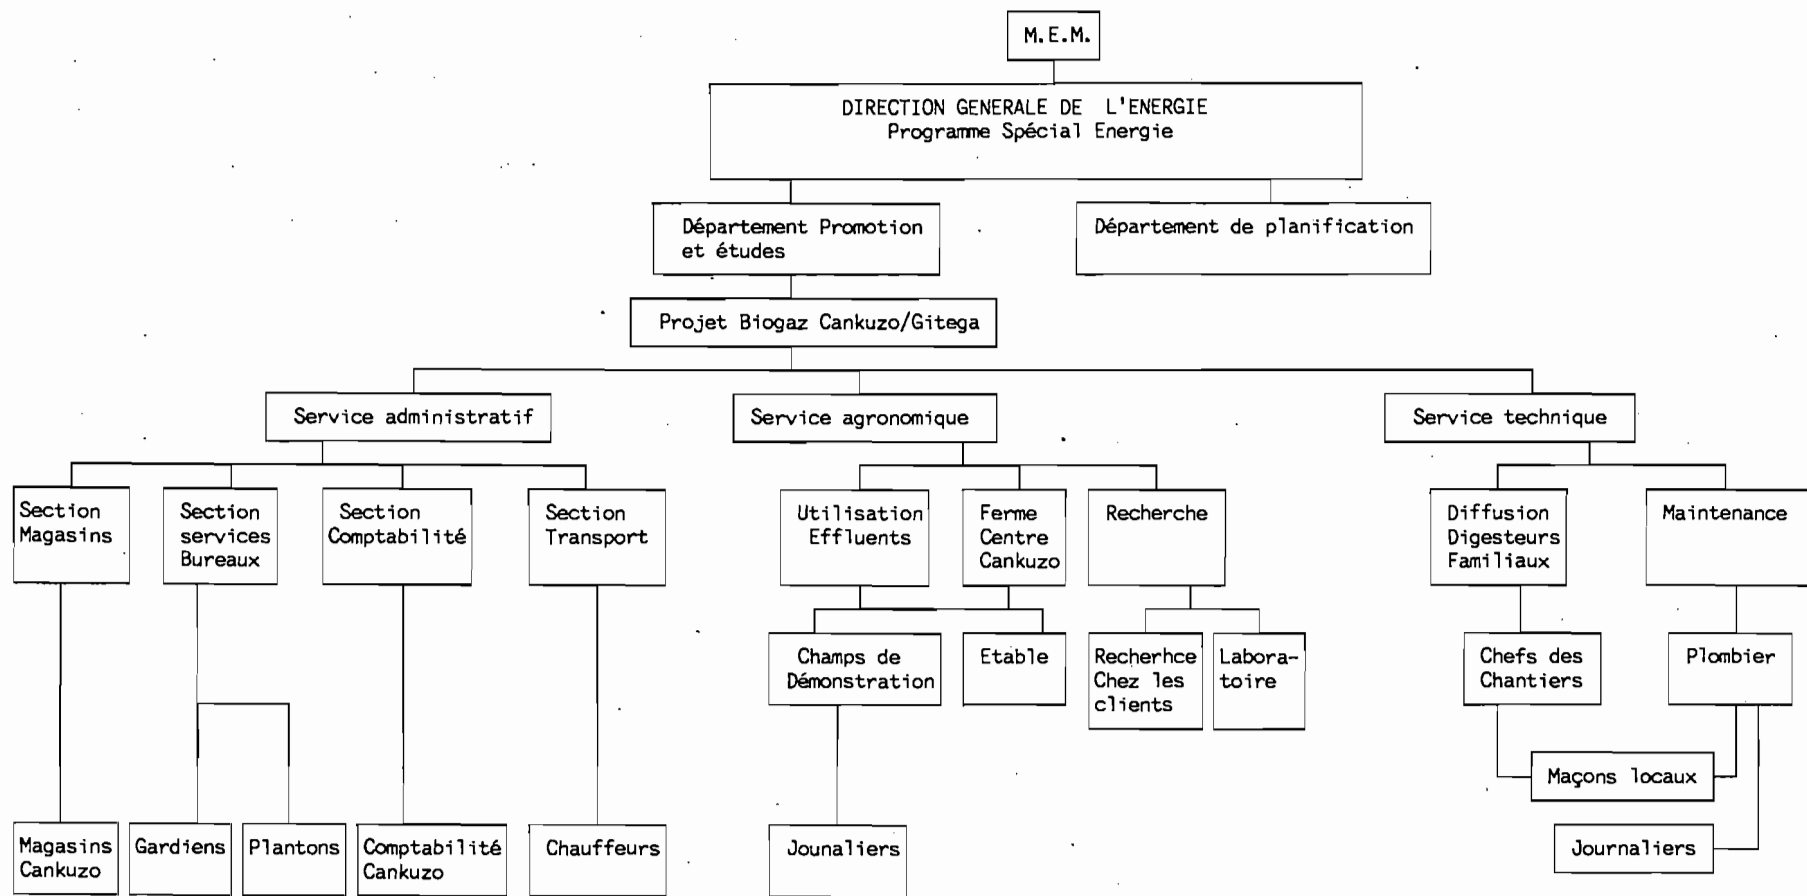 M.E.M.
DIRECTION GENERALE DE L'ENERGIE
Programme Spécial Energie
Département Promotion
et études
Département de planification
Projet Biogaz Cankuzo/Gitega
Service administratif
Service agronomique
Service technique
Section
Magasins
Section
services
Bureaux
Section
Comptabilité
Section
Transport
Utilisation
Effluents
Ferme
Centre
Cankuzo
Recherche
Diffusion
Digesteurs
Familiaux
Maintenance
Champs de
Démonstration
Etable
Recherhce
Chez les
clients
Labora-
toire
Chefs des
Chantiers
Plombier
Maçons locaux
Magasins
Cankuzo
Gardiens
Plantons
Comptabilité
Cankuzo
Chauffeurs
Jounaliers
Journaliers